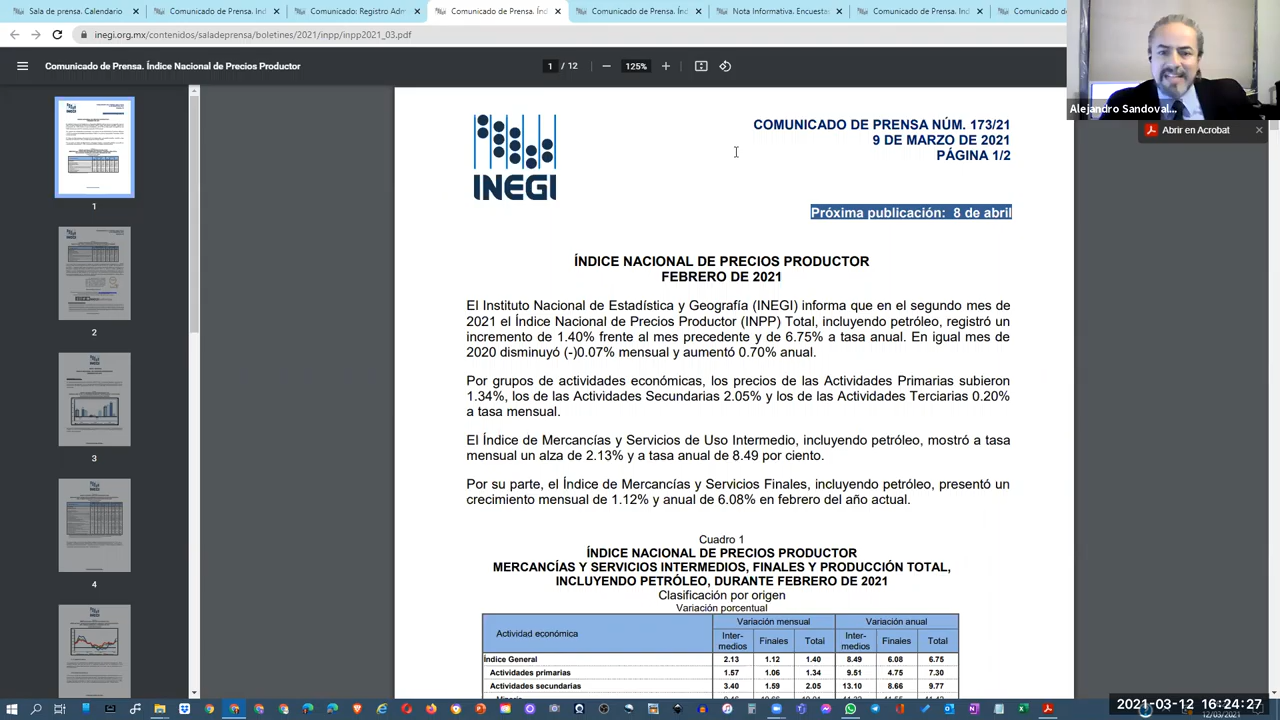 Sala de prensa. Calendario
Comunicado de prensa. Índ
Comunicado: Registro Adm
Comunicado de prensa. Índ
Comunicado de prensa. Índ
Nota Informativa. Encuesta
Comunicado de prensa. Índ
Comunicado de
inegi.org.mx/contenidos/saladeprensa/boletines/2021/inpp/inpp2021_03.pdf
Comunicado de Prensa. Índice Nacional de Precios Productor
1 / 12
125%
Alejandro Sandoval...
Abrir en Acrobat
1
2
3
4
INEGI
COMUNICADO DE PRENSA NÚM. 173/21
9 DE MARZO DE 2021
PÁGINA 1/2
Próxima publicación: 8 de abril
ÍNDICE NACIONAL DE PRECIOS PRODUCTOR
FEBRERO DE 2021
El Instituto Nacional de Estadística y Geografía (INEGI) informa que en el segundo mes de
2021 el Índice Nacional de Precios Productor (INPP) Total, incluyendo petróleo, registró un
incremento de 1.40% frente al mes precedente y de 6.75% a tasa anual. En igual mes de
2020 disminuyó (-)0.07% mensual y aumentó 0.70% anual.
Por grupos de actividades económicas, los precios de las Actividades Primarias subieron
1.34%, los de las Actividades Secundarias 2.05% y los de las Actividades Terciarias 0.20%
a tasa mensual.
El Índice de Mercancías y Servicios de Uso Intermedio, incluyendo petróleo, mostró a tasa
mensual un alza de 2.13% y a tasa anual de 8.49 por ciento.
Por su parte, el Índice de Mercancías y Servicios Finales, incluyendo petróleo, presentó un
crecimiento mensual de 1.12% y anual de 6.08% en febrero del año actual.
Cuadro 1
ÍNDICE NACIONAL DE PRECIOS PRODUCTOR
MERCANCÍAS Y SERVICIOS INTERMEDIOS, FINALES Y PRODUCCIÓN TOTAL,
INCLUYENDO PETRÓLEO, DURANTE FEBRERO DE 2021
Clasificación por origen
Variación porcentual
Actividad económica
Variación mensual Variación anual
Inter-medios Finales Total Inter-medios Finales Total
Índice General 2.13 1.12 1.40 8.49 6.08 6.75
Actividades primarias 1.57 1.06 1.34 9.51 4.75 7.30
Actividades secundarias 3.40 1.59 2.05 13.10 8.66 9.77
2021-03-12 16:24:27
12/03/2021